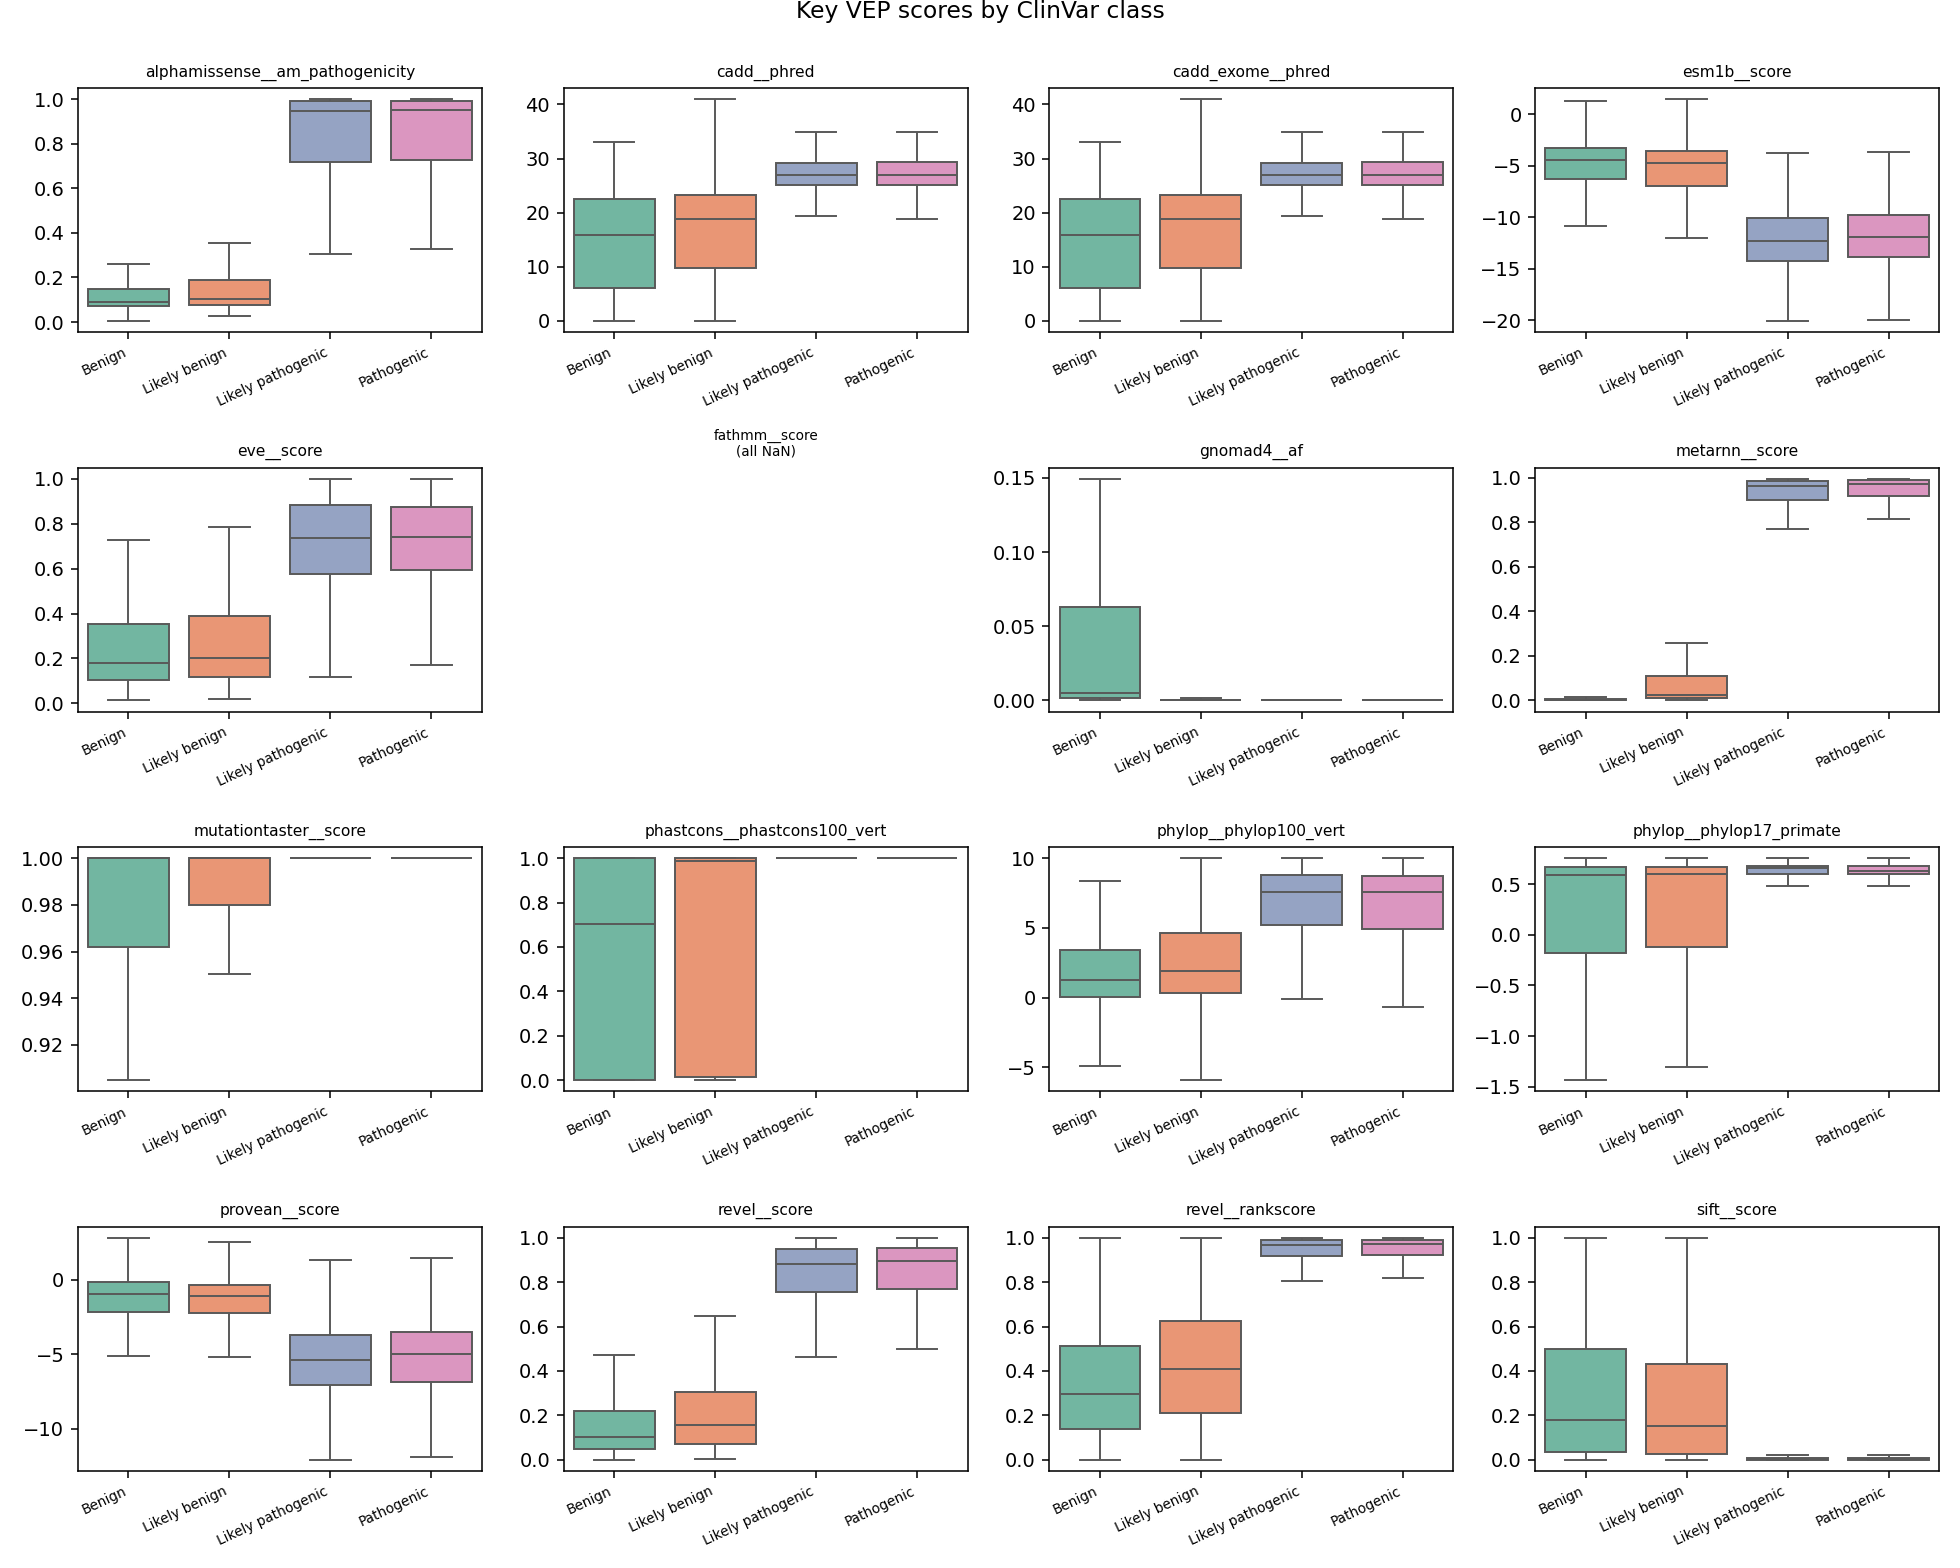 Key VEP scores by ClinVar class
alphamissense__am_pathogenicity
1.0
0.8
0.6
0.4
0.2
0.0
Benign
Likely benign
Likely pathogenic
Pathogenic
cadd__phred
40
30
20
10
0
Benign
Likely benign
Likely pathogenic
Pathogenic
cadd_exome__phred
40
30
20
10
0
Benign
Likely benign
Likely pathogenic
Pathogenic
esm1b__score
0
−5
−10
−15
−20
Benign
Likely benign
Likely pathogenic
Pathogenic
eve__score
1.0
0.8
0.6
0.4
0.2
0.0
Benign
Likely benign
Likely pathogenic
Pathogenic
fathmm__score
(all NaN)
gnomad4__af
0.15
0.10
0.05
0.00
Benign
Likely benign
Likely pathogenic
Pathogenic
metarnn__score
1.0
0.8
0.6
0.4
0.2
0.0
Benign
Likely benign
Likely pathogenic
Pathogenic
mutationtaster__score
1.00
0.98
0.96
0.94
0.92
Benign
Likely benign
Likely pathogenic
Pathogenic
phastcons__phastcons100_vert
1.0
0.8
0.6
0.4
0.2
0.0
Benign
Likely benign
Likely pathogenic
Pathogenic
phylop__phylop100_vert
10
5
0
−5
Benign
Likely benign
Likely pathogenic
Pathogenic
phylop__phylop17_primate
0.5
0.0
−0.5
−1.0
−1.5
Benign
Likely benign
Likely pathogenic
Pathogenic
provean__score
0
−5
−10
Benign
Likely benign
Likely pathogenic
Pathogenic
revel__score
1.0
0.8
0.6
0.4
0.2
0.0
Benign
Likely benign
Likely pathogenic
Pathogenic
revel__rankscore
1.0
0.8
0.6
0.4
0.2
0.0
Benign
Likely benign
Likely pathogenic
Pathogenic
sift__score
1.0
0.8
0.6
0.4
0.2
0.0
Benign
Likely benign
Likely pathogenic
Pathogenic